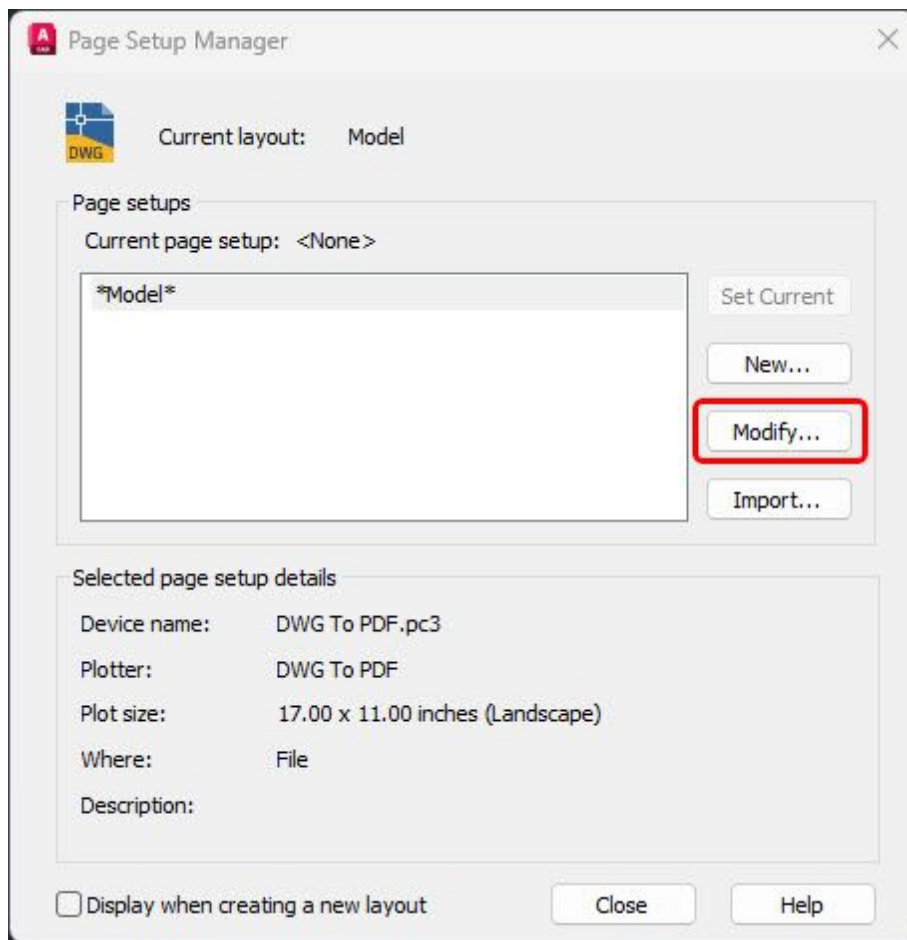 Page Setup Manager
DWG
Current layout: Model
Page setups
Current page setup: <None>
*Model*
Set Current
New...
Modify...
Import...
Selected page setup details
Device name: DWG To PDF.pc3
Plotter: DWG To PDF
Plot size: 17.00 x 11.00 inches (Landscape)
Where: File
Description:
Display when creating a new layout
Close
Help